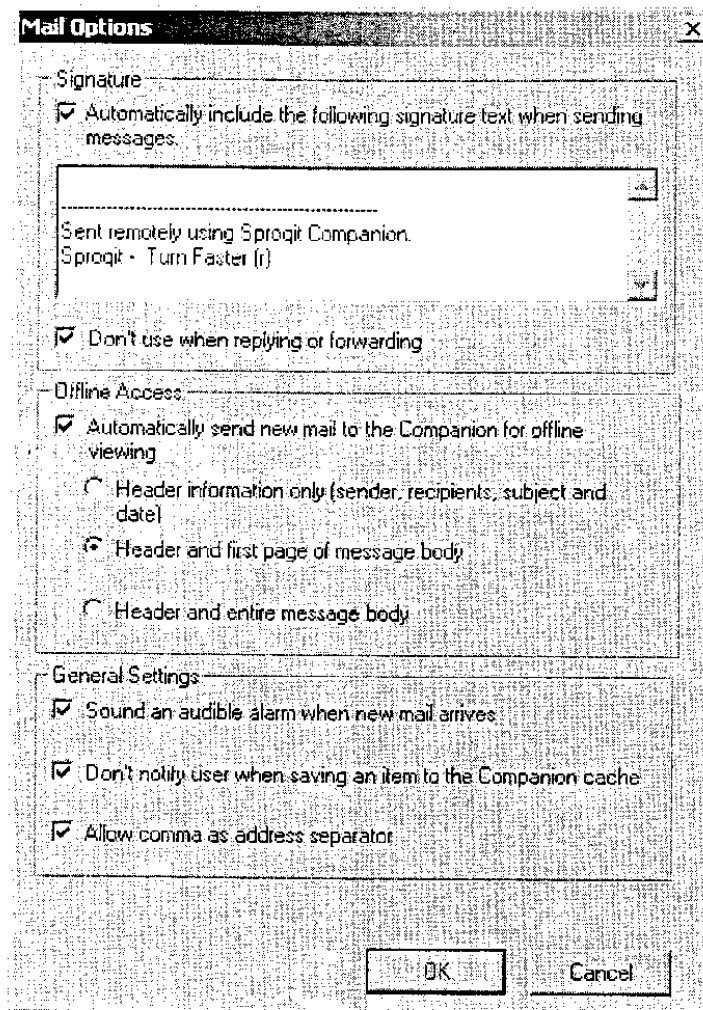 Mail Options
Signature
Automatically include the following signature text when sending
messages.
----------------------------------------------------
Sent remotely using Sproqit Companion.
Sproqit - Turn Faster (r)
Don't use when replying or forwarding
Offline Access
Automatically send new mail to the Companion for offline
viewing
Header information only (sender, recipients, subject and
date)
Header and first page of message body
Header and entire message body
General Settings
Sound an audible alarm when new mail arrives
Don't notify user when saving an item to the Companion cache
Allow comma as address separator
OK Cancel